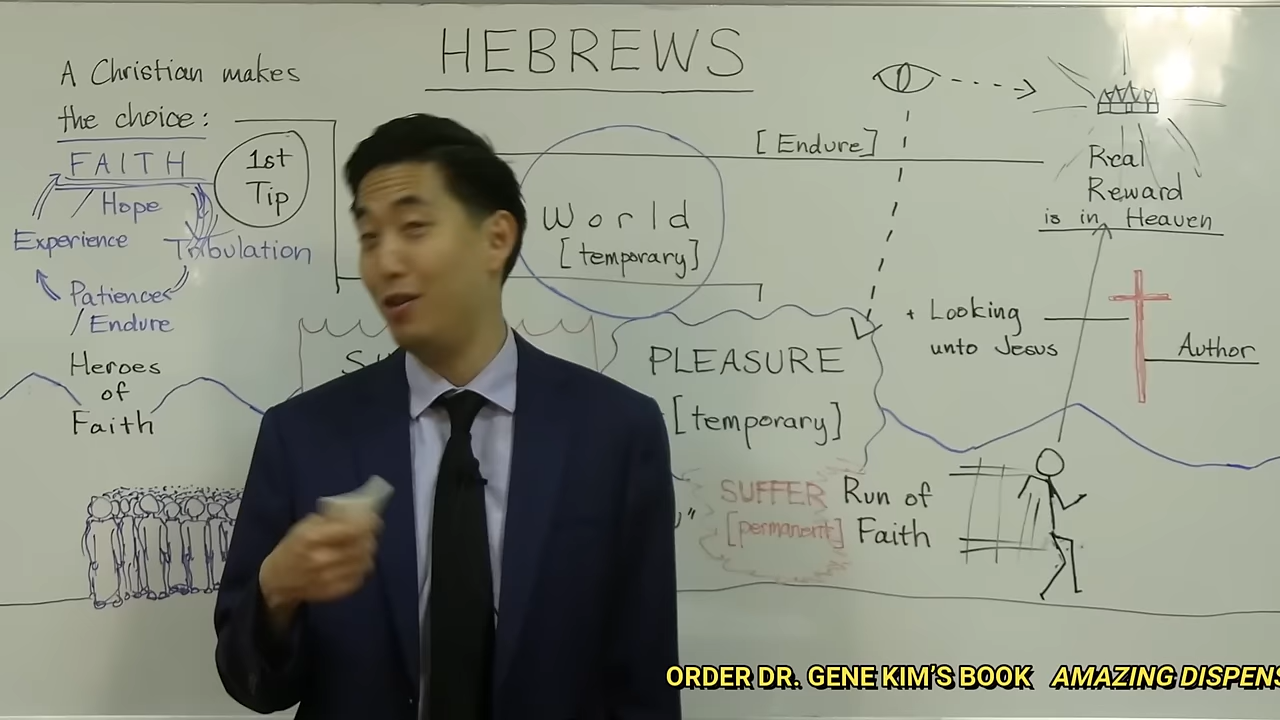 HEBREWS
A Christian makes
the choice:
FAITH
/ Hope
Experience
Tribulation
Patience
/ Endure
1st
Tip
Heroes
of
Faith
World
[temporary]
[Endure]
Real
Reward
is in Heaven
PLEASURE
[temporary]
+ Looking
unto Jesus
Author
SUFFER
[permanent]
Run of
Faith
ORDER DR. GENE KIM'S BOOK AMAZING